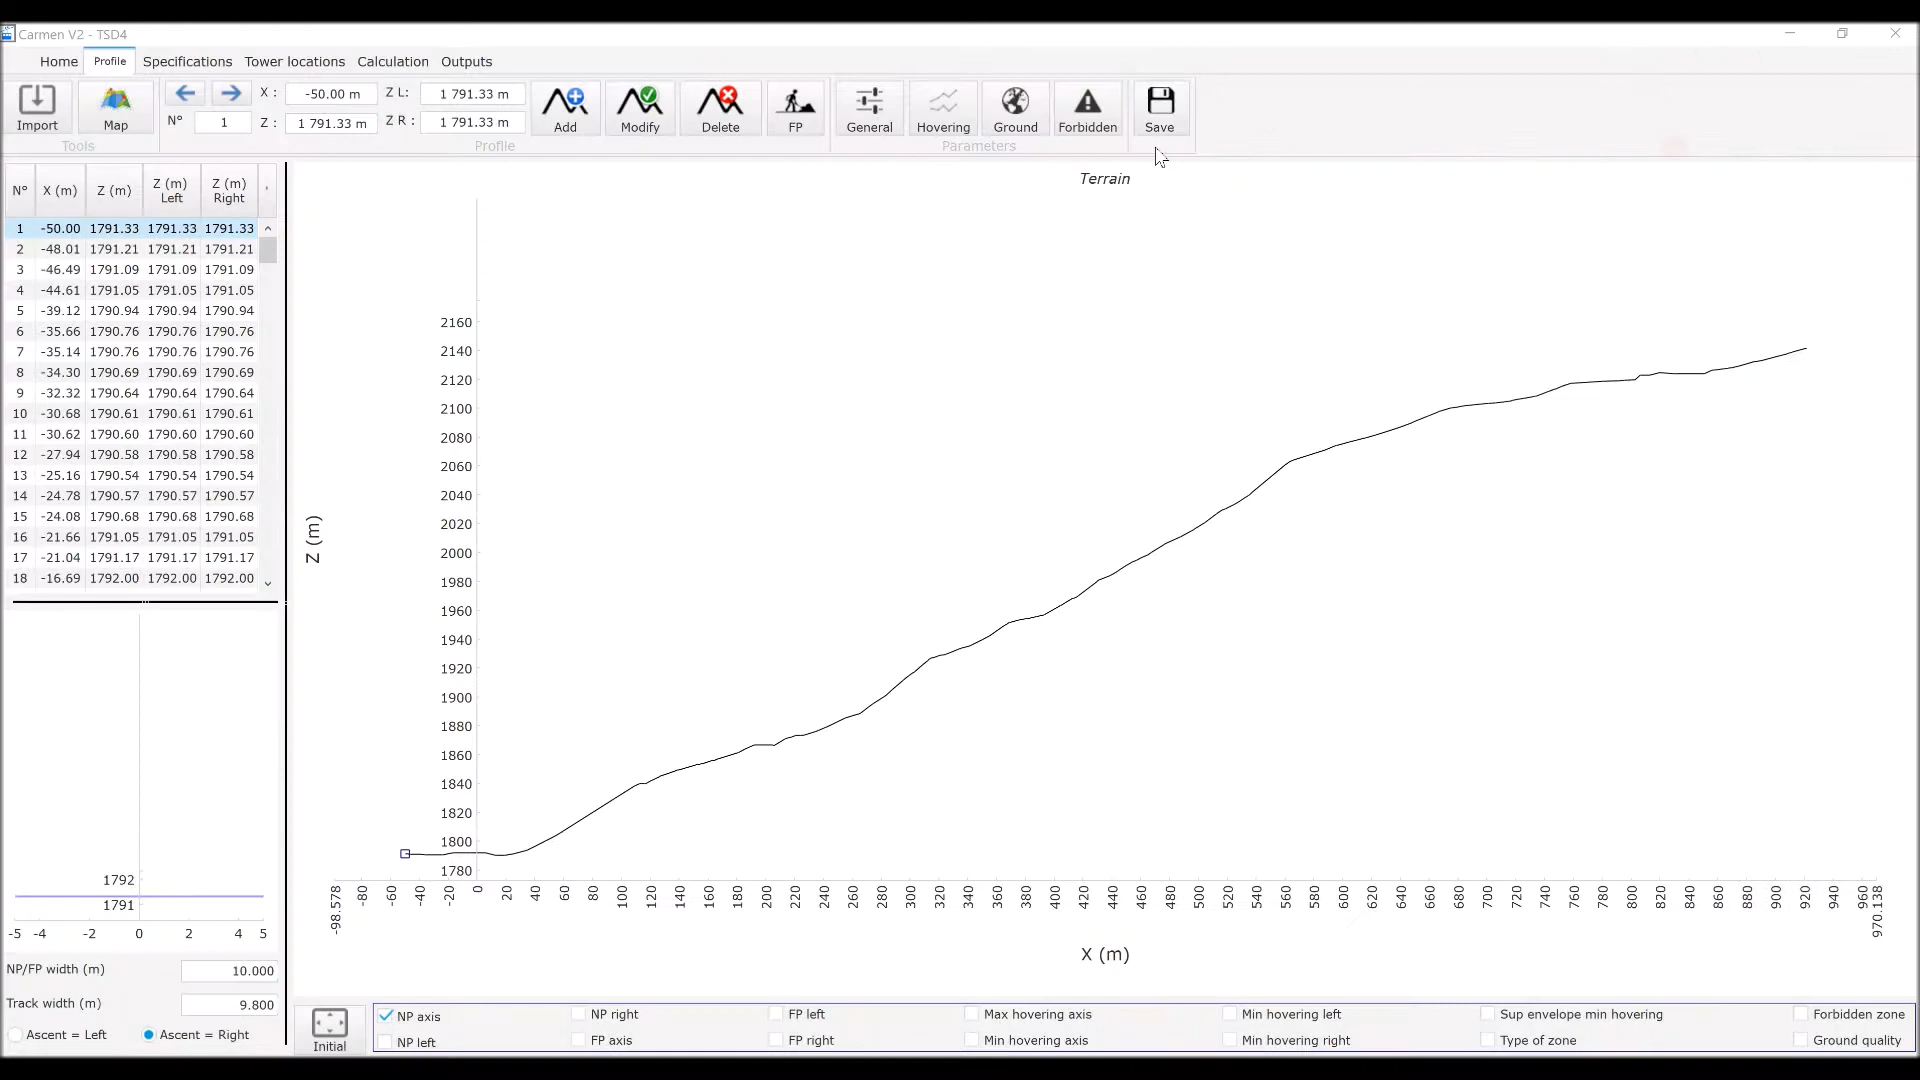 Carmen V2 - TSD4
Home Profile Specifications Tower locations Calculation Outputs
X : -50.00 m Z L: 1 791.33 m
N° 1 Z : 1 791.33 m Z R : 1 791.33 m
Import Map Add Modify Delete FP General Hovering Ground Forbidden Save
Tools Profile Parameters
N° X (m) Z (m) Z (m) Left Z (m) Right
1 -50.00 1791.33 1791.33 1791.33
2 -48.01 1791.21 1791.21 1791.21
3 -46.49 1791.09 1791.09 1791.09
4 -44.61 1791.05 1791.05 1791.05
5 -39.12 1790.94 1790.94 1790.94
6 -35.66 1790.76 1790.76 1790.76
7 -35.14 1790.76 1790.76 1790.76
8 -34.30 1790.69 1790.69 1790.69
9 -32.32 1790.64 1790.64 1790.64
10 -30.68 1790.61 1790.61 1790.61
11 -30.62 1790.60 1790.60 1790.60
12 -27.94 1790.58 1790.58 1790.58
13 -25.16 1790.54 1790.54 1790.54
14 -24.78 1790.57 1790.57 1790.57
15 -24.08 1790.68 1790.68 1790.68
16 -21.66 1791.05 1791.05 1791.05
17 -21.04 1791.17 1791.17 1791.17
18 -16.69 1792.00 1792.00 1792.00
1792
1791
-5 -4 -2 0 2 4 5
NP/FP width (m) 10.000
Track width (m) 9.800
Ascent = Left Ascent = Right
Terrain
Z (m)
2160
2140
2120
2100
2080
2060
2040
2020
2000
1980
1960
1940
1920
1900
1880
1860
1840
1820
1800
1780
-98.578 -80 -60 -40 -20 0 20 40 60 80 100 120 140 160 180 200 220 240 260 280 300 320 340 360 380 400 420 440 460 480 500 520 540 560 580 600 620 640 660 680 700 720 740 760 780 800 820 840 860 880 900 920 940 960 970.138
X (m)
Initial
NP axis NP right FP left Max hovering axis Min hovering left Sup envelope min hovering Forbidden zone
NP left FP axis FP right Min hovering axis Min hovering right Type of zone Ground quality